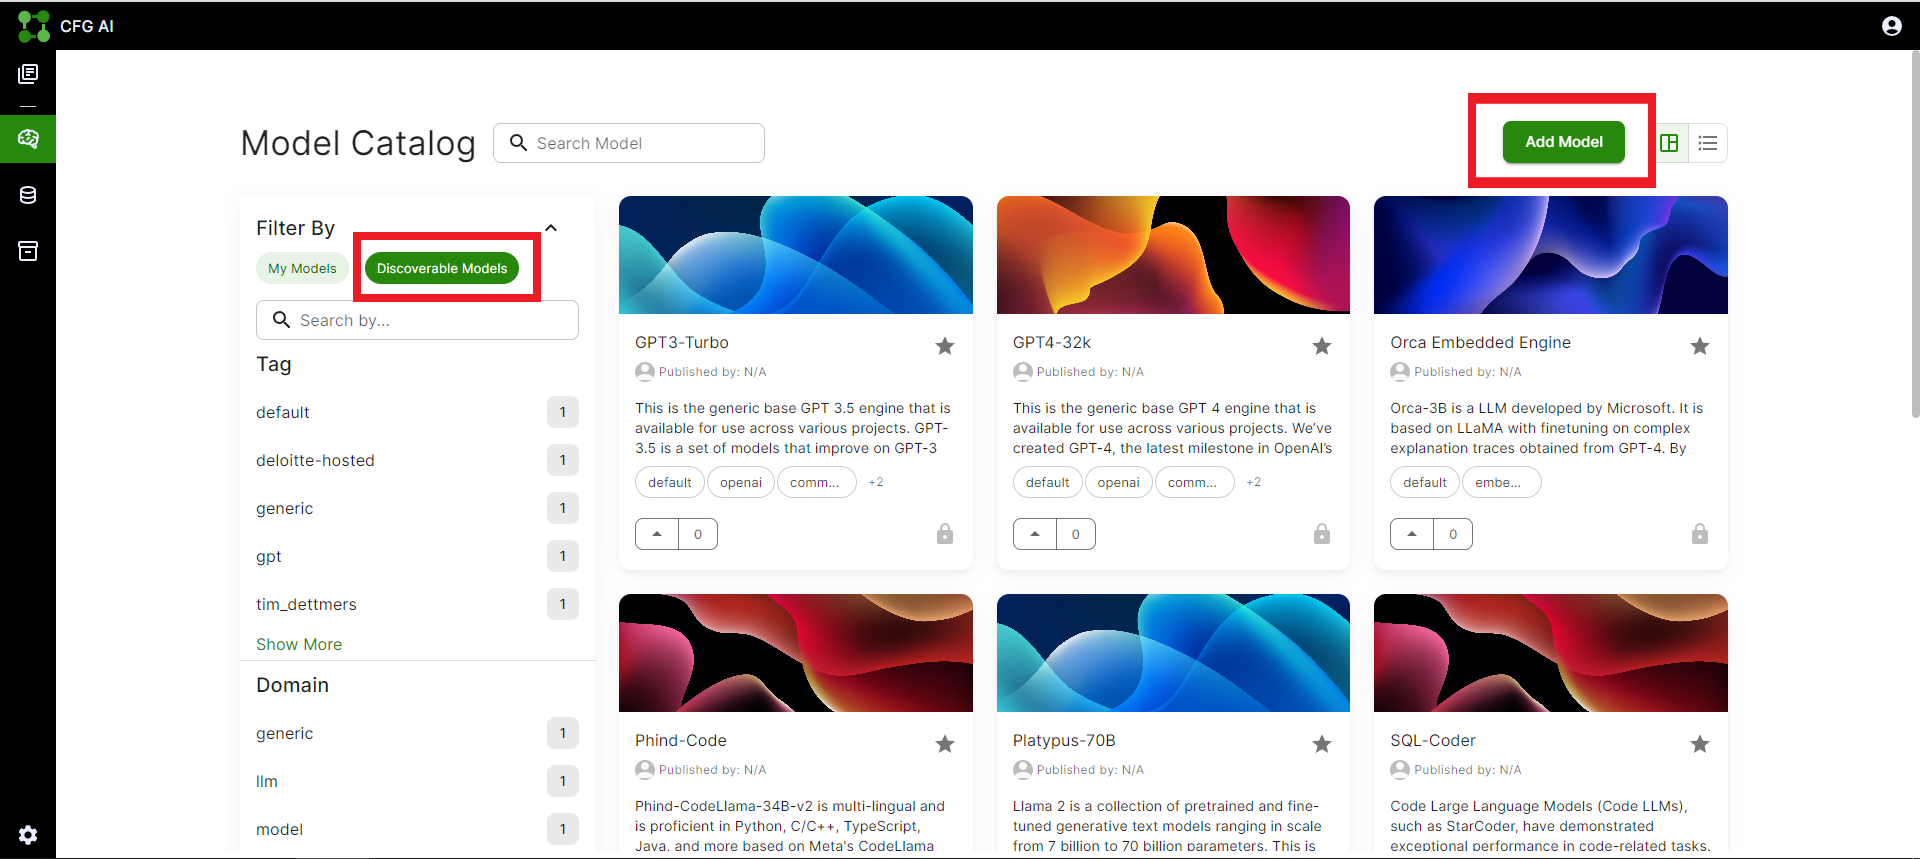 CFG AI
Model Catalog
Search Model
Add Model
Filter By
My Models
Discoverable Models
Search by...
Tag
default 1
deloitte-hosted 1
generic 1
gpt 1
tim_dettmers 1
Show More
Domain
generic 1
llm 1
model 1
GPT3-Turbo
Published by: N/A
This is the generic base GPT 3.5 engine that is
available for use across various projects. GPT-
3.5 is a set of models that improve on GPT-3
default openai comm... +2
0
GPT4-32k
Published by: N/A
This is the generic base GPT 4 engine that is
available for use across various projects. We’ve
created GPT-4, the latest milestone in OpenAI’s
default openai comm... +2
0
Orca Embedded Engine
Published by: N/A
Orca-3B is a LLM developed by Microsoft. It is
based on LLaMA with finetuning on complex
explanation traces obtained from GPT-4. By
default embe...
0
Phind-Code
Published by: N/A
Phind-CodeLlama-34B-v2 is multi-lingual and
is proficient in Python, C/C++, TypeScript,
Java, and more based on Meta's CodeLlama
Platypus-70B
Published by: N/A
Llama 2 is a collection of pretrained and fine-
tuned generative text models ranging in scale
from 7 billion to 70 billion parameters. This is
SQL-Coder
Published by: N/A
Code Large Language Models (Code LLMs),
such as StarCoder, have demonstrated
exceptional performance in code-related tasks.